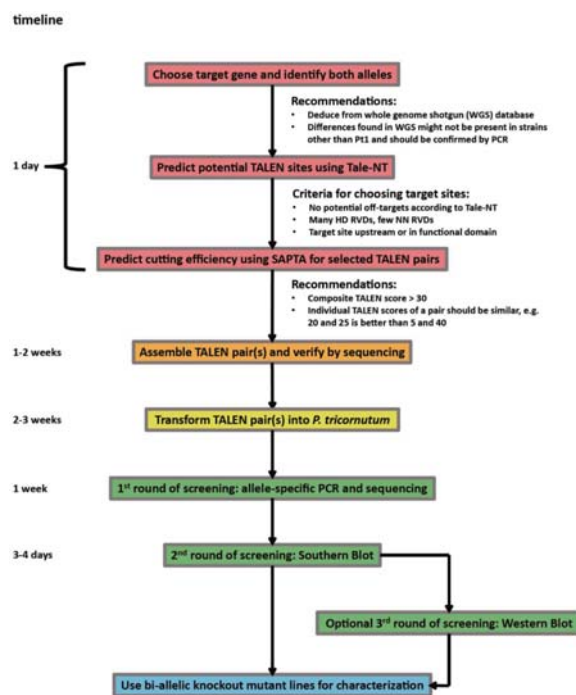 timeline
Choose target gene and identify both alleles
Recommendations:
• Deduce from whole genome shotgun (WGS) database
• Differences found in WGS might not be present in strains
other than Pt1 and should be confirmed by PCR
1 day
Predict potential TALEN sites using Tale-NT
Criteria for choosing target sites:
• No potential off-targets according to Tale-NT
• Many HD RVDs, few NN RVDs
• Target site upstream or in functional domain
Predict cutting efficiency using SAPTA for selected TALEN pairs
Recommendations:
• Composite TALEN score > 30
• Individual TALEN scores of a pair should be similar, e.g.
20 and 25 is better than 5 and 40
1-2 weeks
Assemble TALEN pair(s) and verify by sequencing
2-3 weeks
Transform TALEN pair(s) into P. tricornutum
1 week
1st round of screening: allele-specific PCR and sequencing
3-4 days
2nd round of screening: Southern Blot
Optional 3rd round of screening: Western Blot
Use bi-allelic knockout mutant lines for characterization